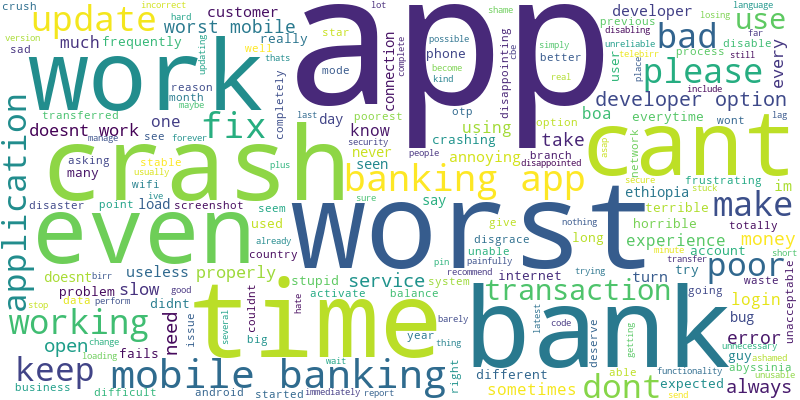 app
work
crash
worst
even
time
bank
cant
update
fix
bad
use
please
make
poor
keep
working
mobile banking
banking app
transaction
application
dont
developer option
worst mobile
developer
service
properly
experience
money
always
sometimes
error
login
doesnt work
frequently
much
customer
really
crush
incorrect
hard
version
sad
updating
well
thats
reason
month
maybe
completely
star
mode
lot
complete
connection
phone
possible
simply
become
kind
better
real
disappointing
cbe
shame
language
previous
losing
disabling
far
unreliable
telebirr
process
disable
still
place
include
user
every
transferred
one
see
forever
manage
day
last
security
poorest
know
people
otp
crashing
annoying
using
option
take
branch
disappointed
boa
everytime
wont
lag
network
asap
asking
many
stable
usually
ive
plus
wifi
never
seen
sure
say
ethiopia
secure
stuck
frustrating
im
terrible
horrible
totally
disaster
point
load
screenshot
seem
used
already
country
disgrace
give
nothing
long
unable
pin
painfully
account
minute
short
unacceptable
doesnt
useless
problem
slow
birr
data
didnt
stop
perform
good
need
issue
several
couldnt
big
hate
stupid
activate
balance
system
recommend
internet
trying
turn
transfer
try
going
waste
bug
guy
unnecessary
ashamed
abyssinia
unusable
open
change
loading
fails
business
difficult
android
started
wait
immediately
report
year
thing
barely
right
different
latest
code
deserve
getting
able
functionality
expected
send